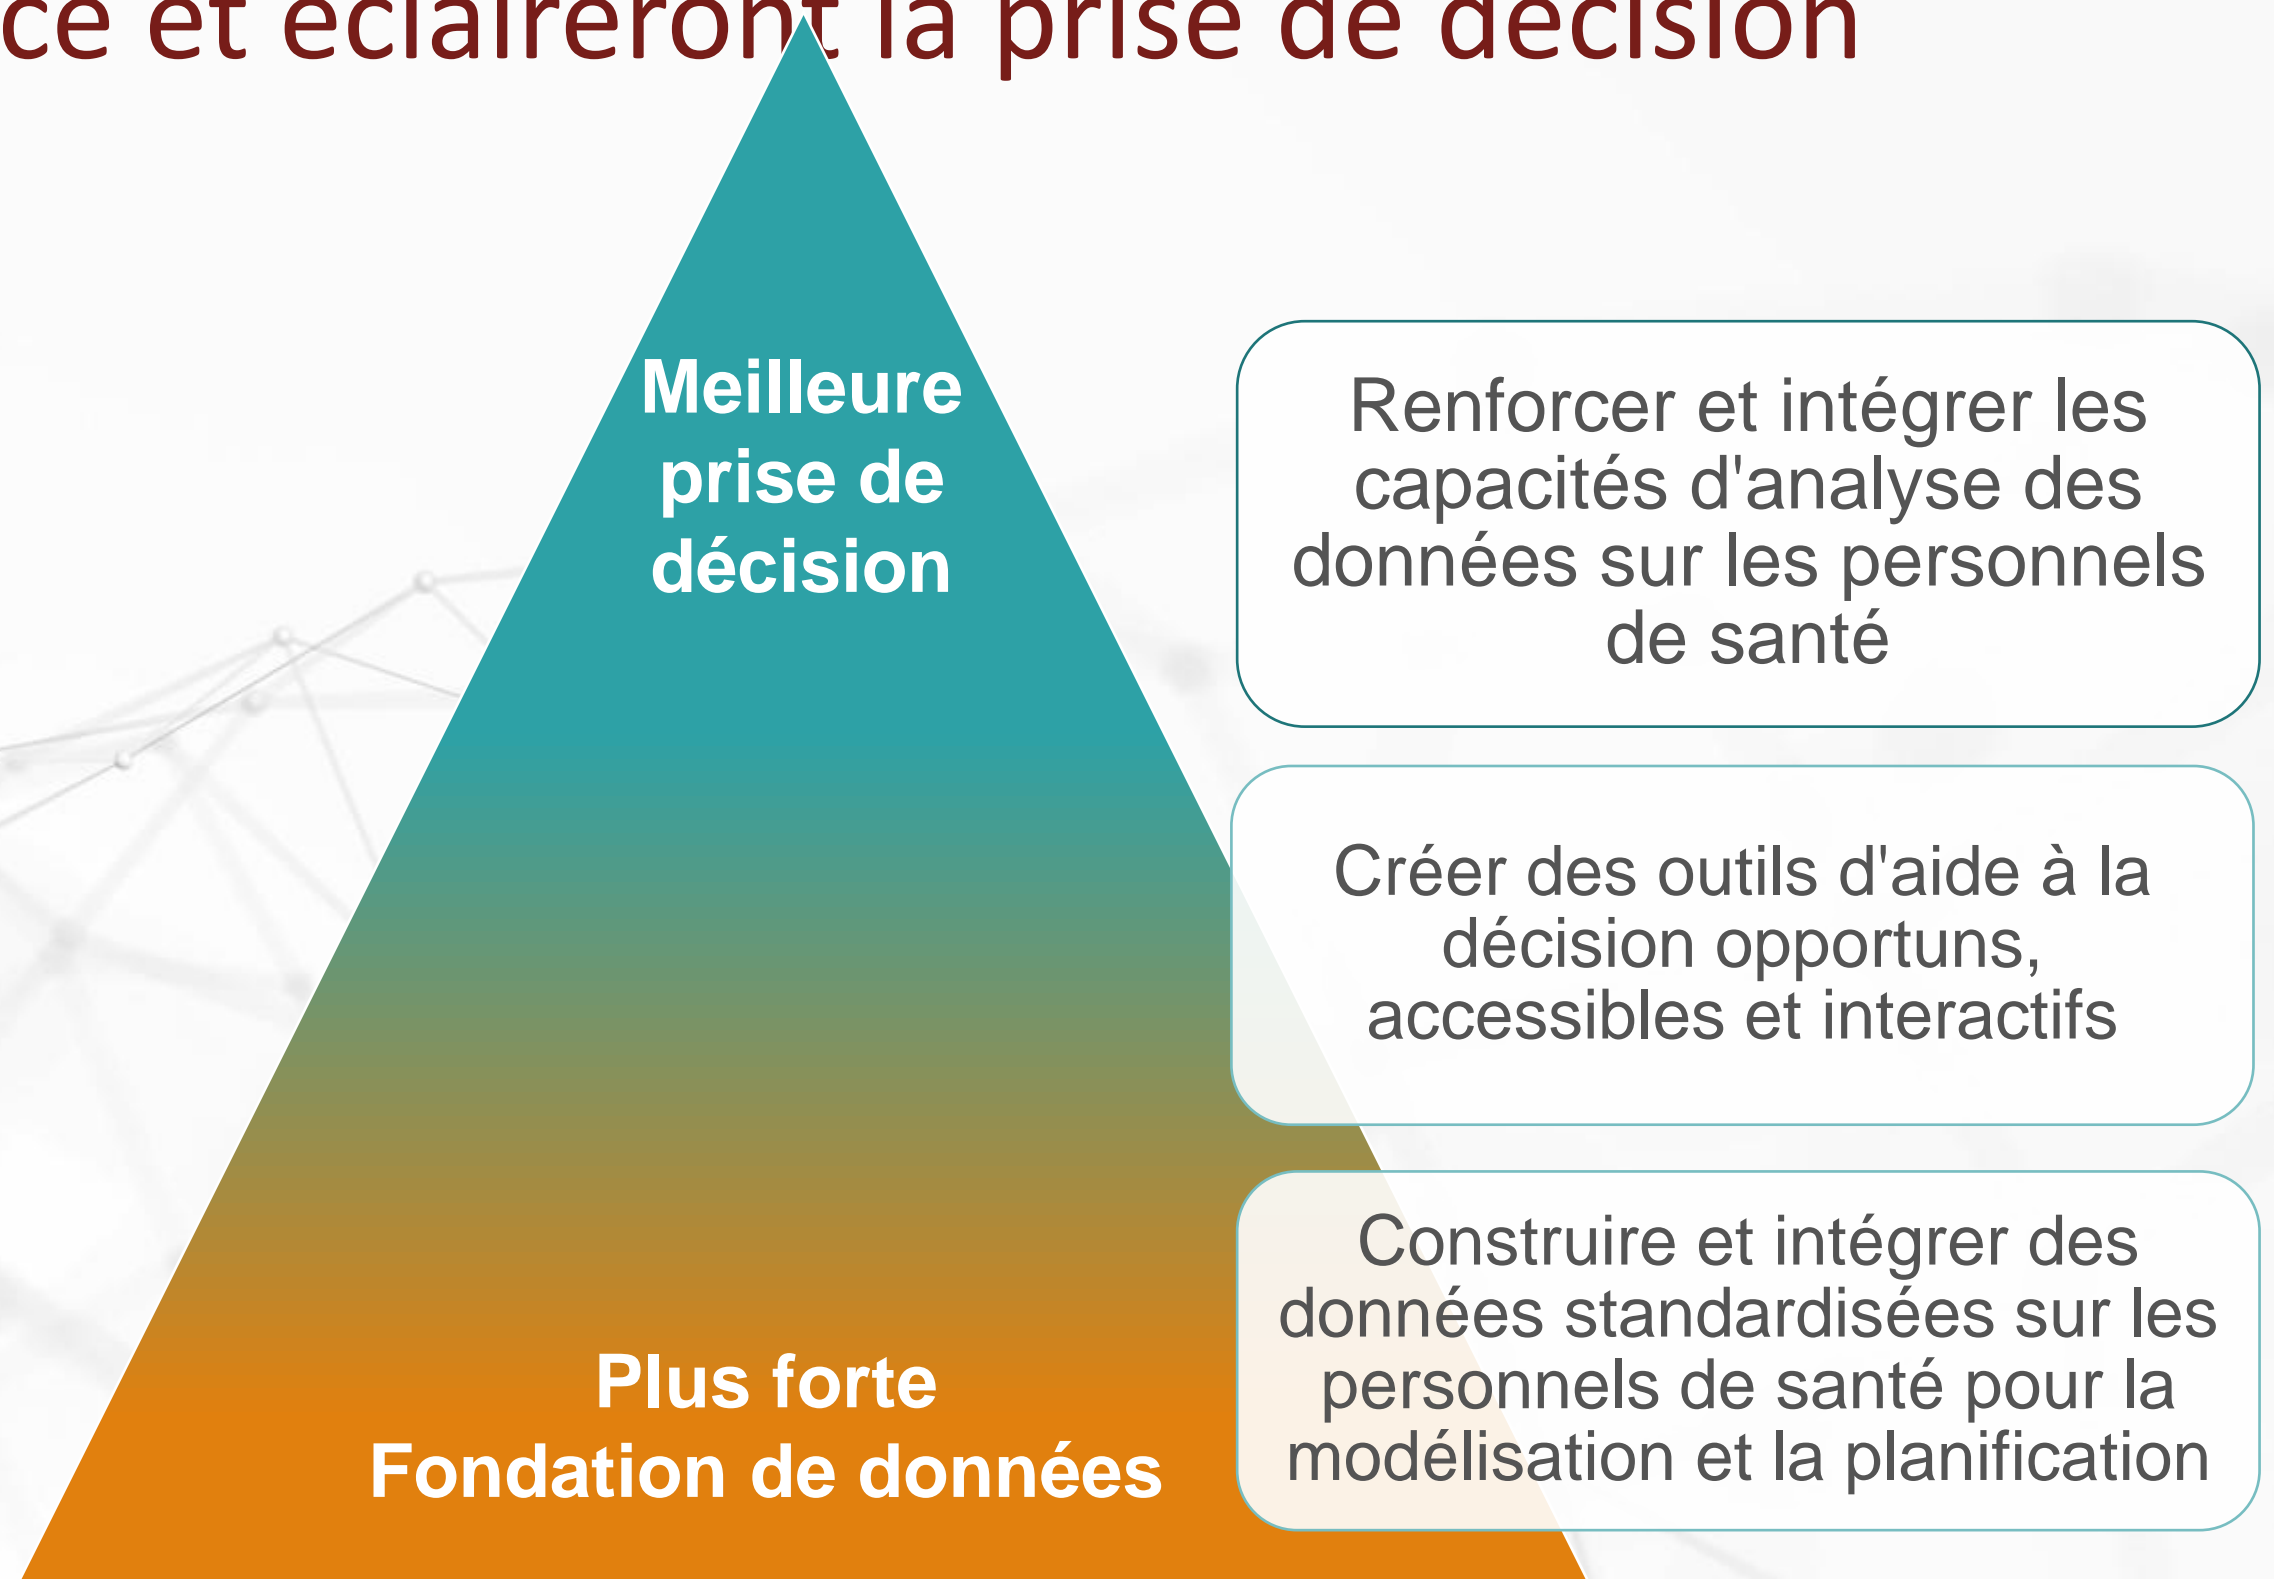 ce et éclaireront la prise de décision
Meilleure
prise de
décision
Plus forte
Fondation de données
Renforcer et intégrer les
capacités d'analyse des
données sur les personnels
de santé
Créer des outils d'aide à la
décision opportuns,
accessibles et interactifs
Construire et intégrer des
données standardisées sur les
personnels de santé pour la
modélisation et la planification